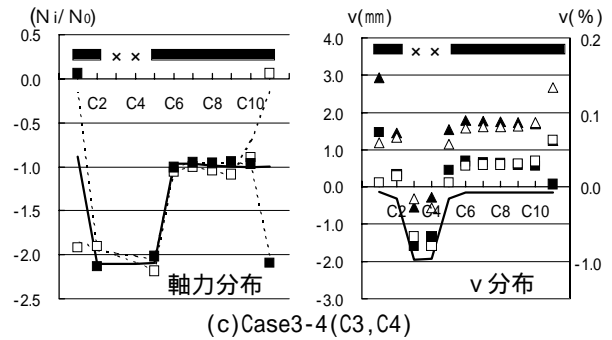 (Ni/N0)
v(mm)
v(%)
0.5
0.0
-0.5
-1.0
-1.5
-2.0
-2.5
C2 C4 C6 C8 C10
軸力分布
4.0
3.0
2.0
1.0
0.0
-1.0
-2.0
-3.0
C2 C4 C6 C8 C10
v 分布
0.2
0.1
0.0
-1.0
(c)Case3-4(C3,C4)